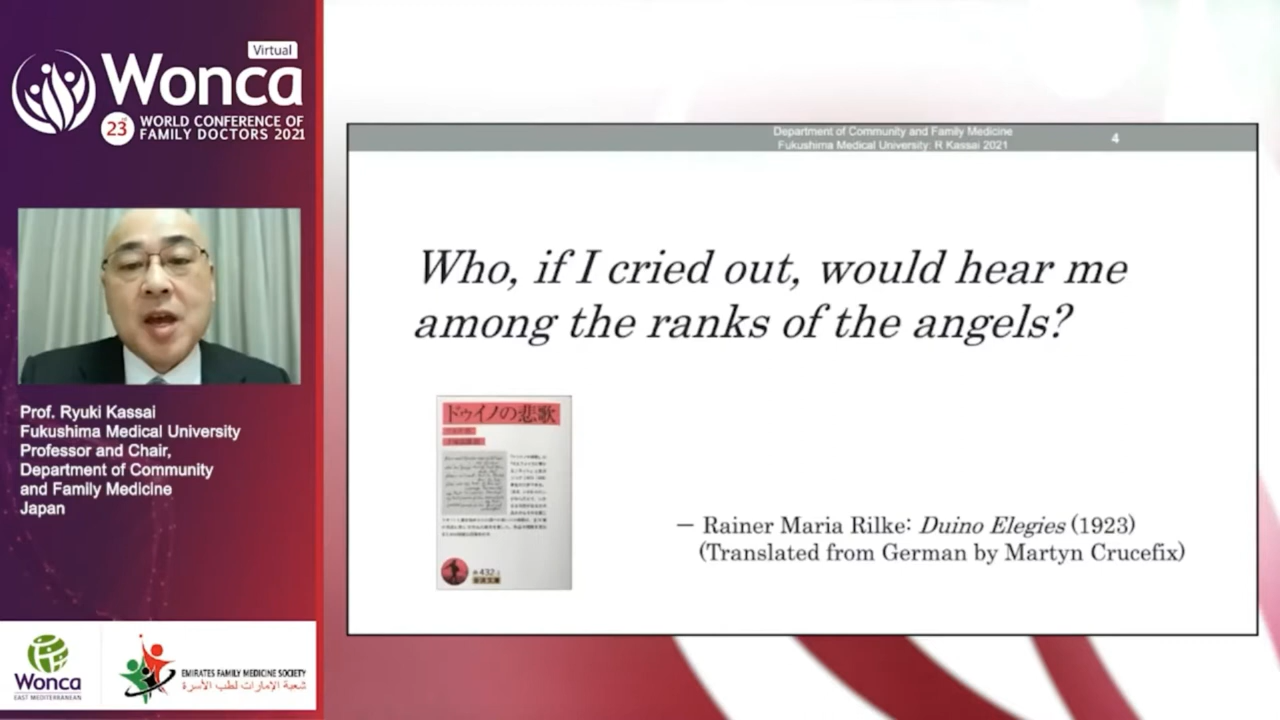 Virtual
Wonca
23rd
WORLD CONFERENCE OF
FAMILY DOCTORS 2021
Prof. Ryuki Kassai
Fukushima Medical University
Professor and Chair,
Department of Community
and Family Medicine
Japan
Wonca
EAST MEDITERRANEAN
EMIRATES FAMILY MEDICINE SOCIETY
شعبة الإمارات لطب الأسرة
Department of Community and Family Medicine
Fukushima Medical University: R Kassai 2021
4
Who, if I cried out, would hear me
among the ranks of the angels?
ドゥイノの悲歌
432
— Rainer Maria Rilke: Duino Elegies (1923)
(Translated from German by Martyn Crucefix)